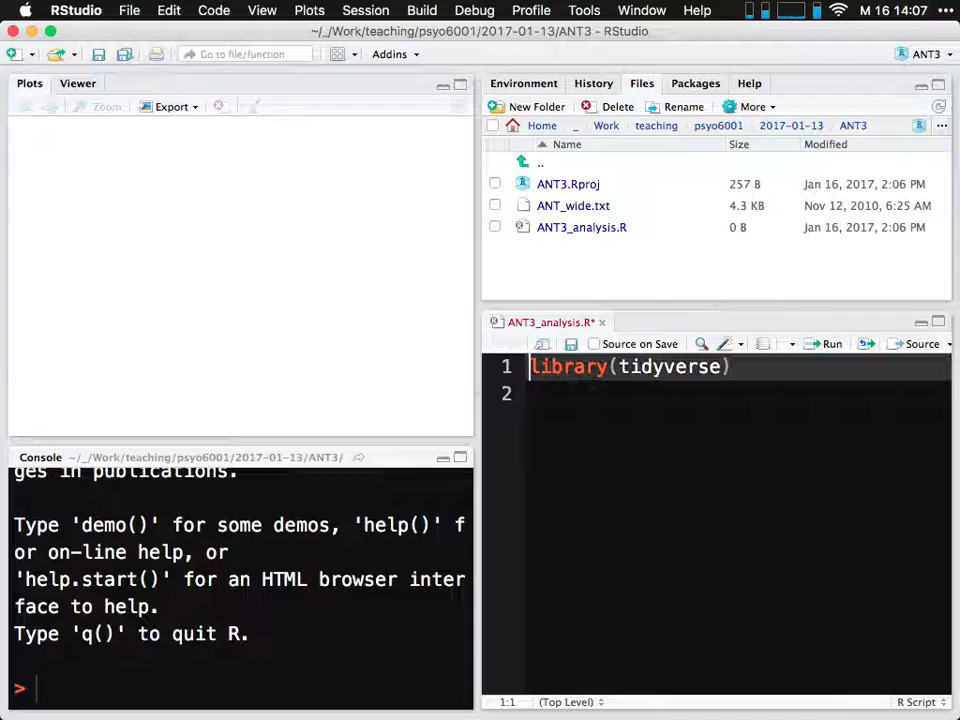 RStudio File Edit Code View Plots Session Build Debug Profile Tools Window Help M 16 14:07
~/_/Work/teaching/psyo6001/2017-01-13/ANT3 - RStudio
Go to file/function Addins ANT3
Plots Viewer
Zoom Export
Environment History Files Packages Help
New Folder Delete Rename More
Home _ Work teaching psyo6001 2017-01-13 ANT3
Name Size Modified
..
ANT3.Rproj 257 B Jan 16, 2017, 2:06 PM
ANT_wide.txt 4.3 KB Nov 12, 2010, 6:25 AM
ANT3_analysis.R 0 B Jan 16, 2017, 2:06 PM
ANT3_analysis.R*
Source on Save Run Source
1 library(tidyverse)
2
1:1 (Top Level) R Script
Console ~/_/Work/teaching/psyo6001/2017-01-13/ANT3/
ges in publications.
Type 'demo()' for some demos, 'help()' f
or on-line help, or
'help.start()' for an HTML browser inter
face to help.
Type 'q()' to quit R.
>